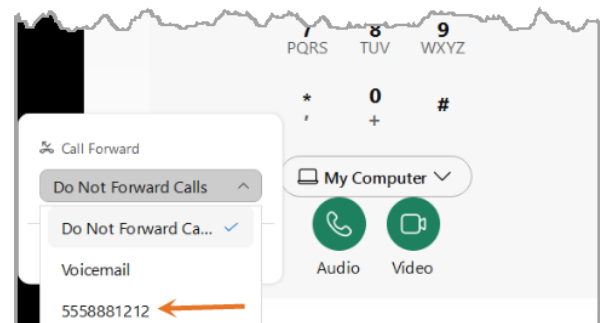 7 8 9
PQRS TUV WXYZ
* 0 #
, +
Call Forward
Do Not Forward Calls
My Computer
Do Not Forward Ca...
Voicemail
Audio Video
5558881212